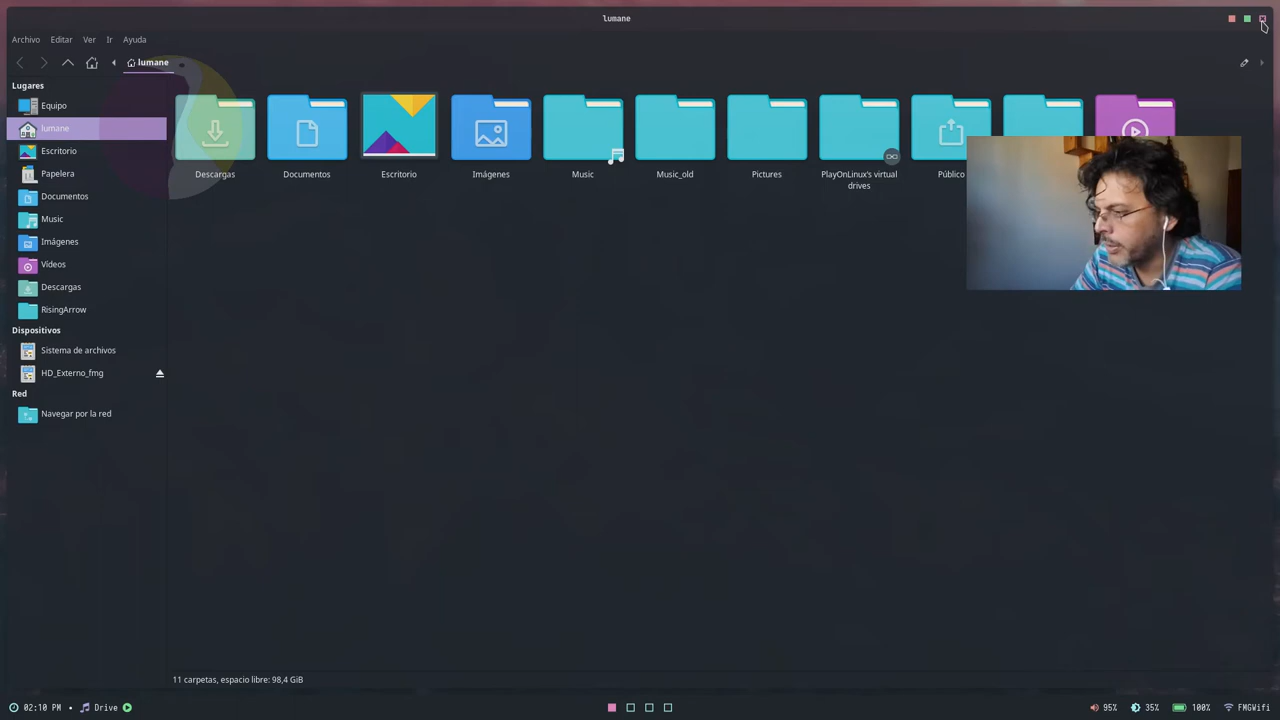 lumane
Archivo Editar Ver Ir Ayuda
lumane
Lugares
Equipo
lumane
Escritorio
Papelera
Documentos
Music
Imágenes
Vídeos
Descargas
RisingArrow
Dispositivos
Sistema de archivos
HD_Externo_fmg
Red
Navegar por la red
Descargas Documentos Escritorio Imágenes Music Music_old Pictures PlayOnLinux's virtual Público
drives
11 carpetas, espacio libre: 98,4 GiB
02:10 PM • Drive 95% 35% 100% FMGWifi